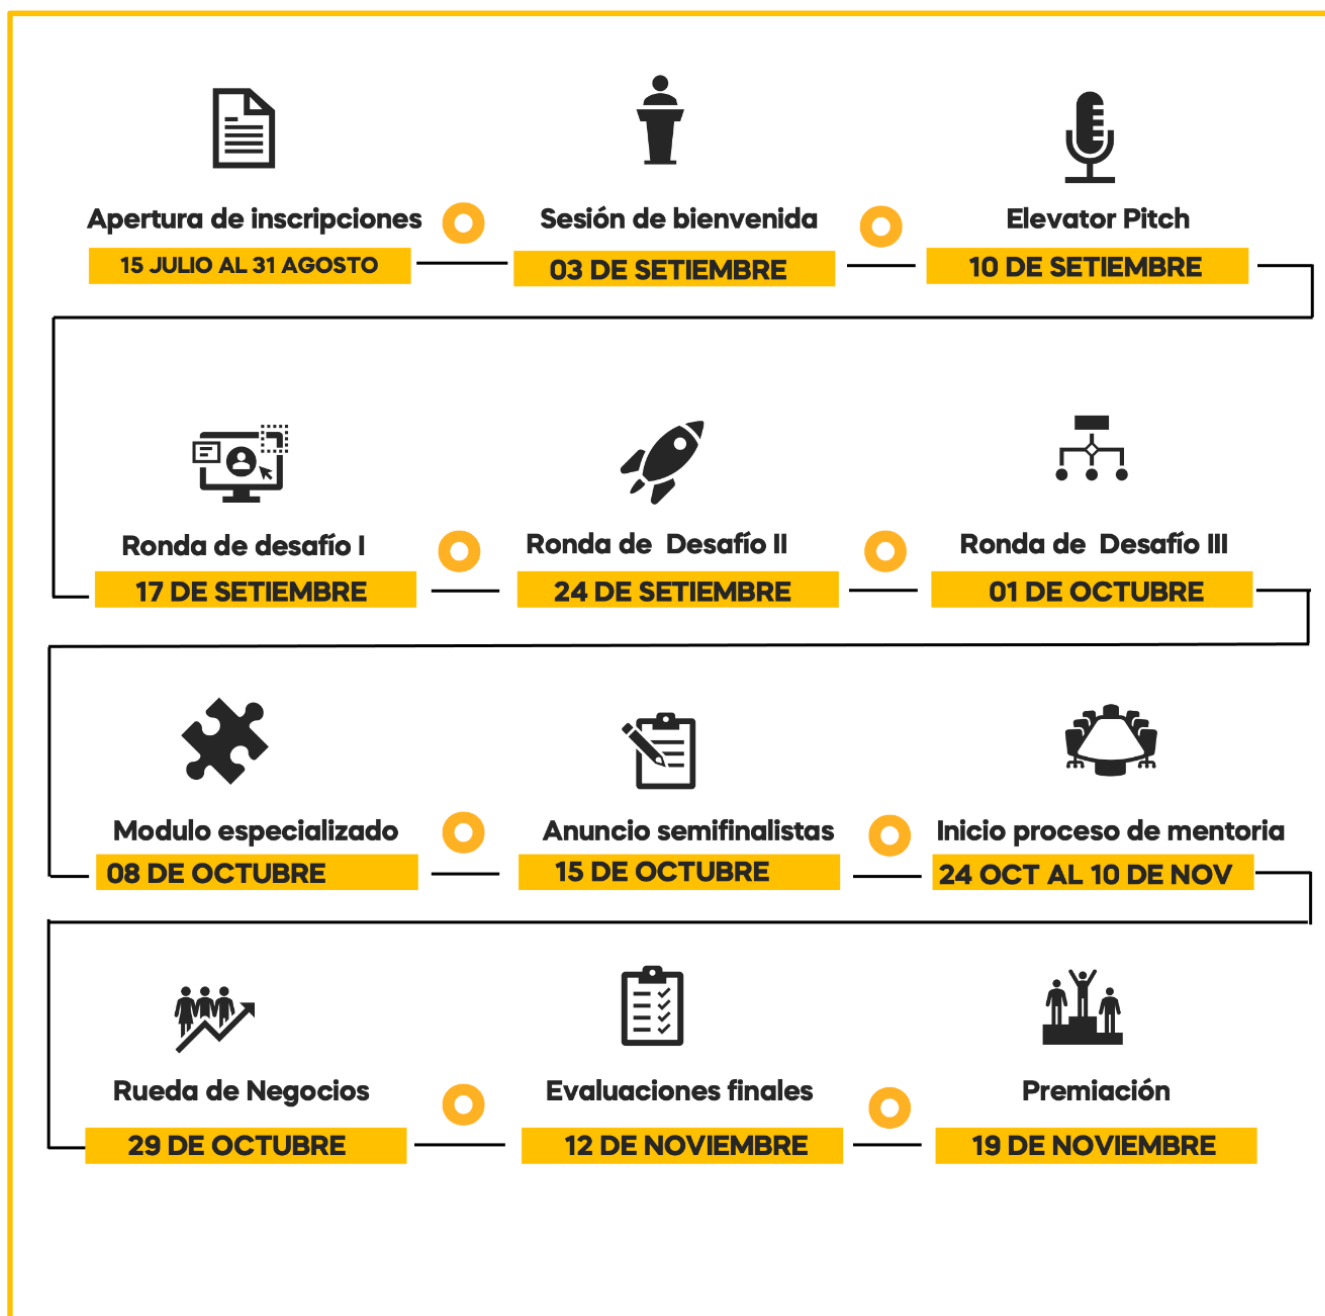 Apertura de inscripciones
15 JULIO AL 31 AGOSTO
Sesión de bienvenida
03 DE SETIEMBRE
Elevator Pitch
10 DE SETIEMBRE
Ronda de desafío I
17 DE SETIEMBRE
Ronda de Desafío II
24 DE SETIEMBRE
Ronda de Desafío III
01 DE OCTUBRE
Modulo especializado
08 DE OCTUBRE
Anuncio semifinalistas
15 DE OCTUBRE
Inicio proceso de mentoria
24 OCT AL 10 DE NOV
Rueda de Negocios
29 DE OCTUBRE
Evaluaciones finales
12 DE NOVIEMBRE
Premiación
19 DE NOVIEMBRE